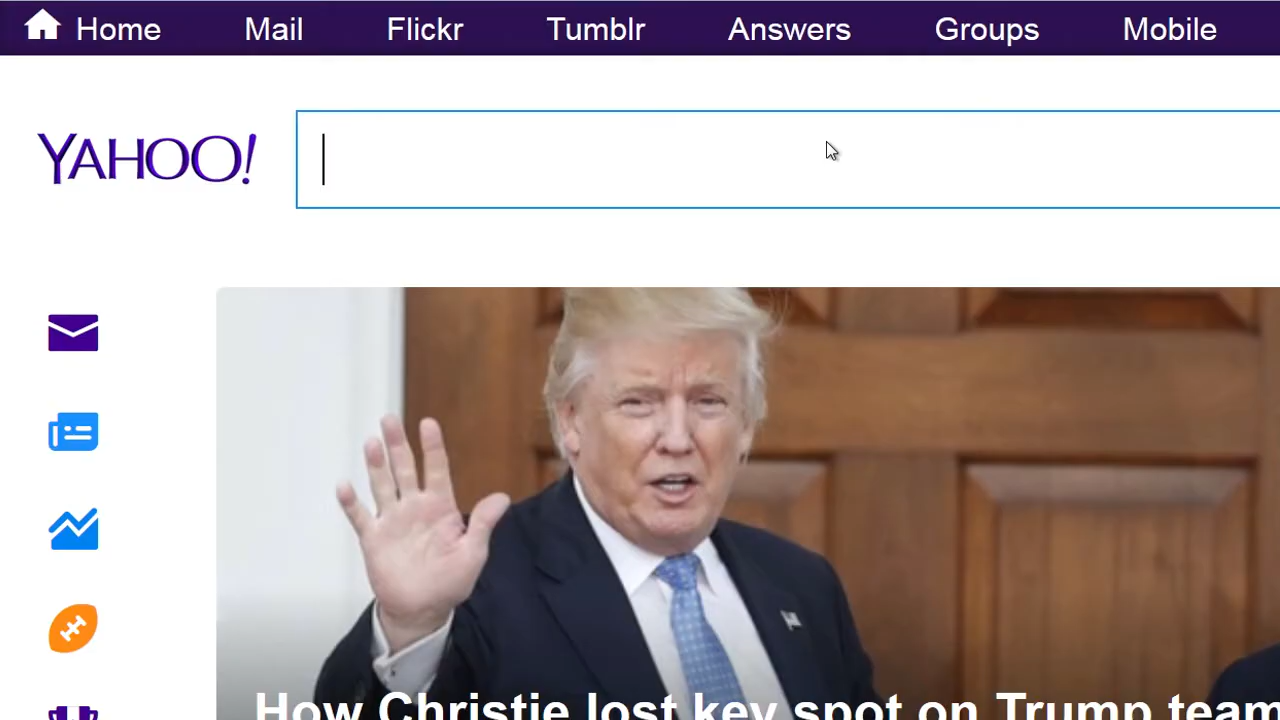 Home Mail Flickr Tumblr Answers Groups Mobile
YAHOO!
How Christie lost key spot on Trump team